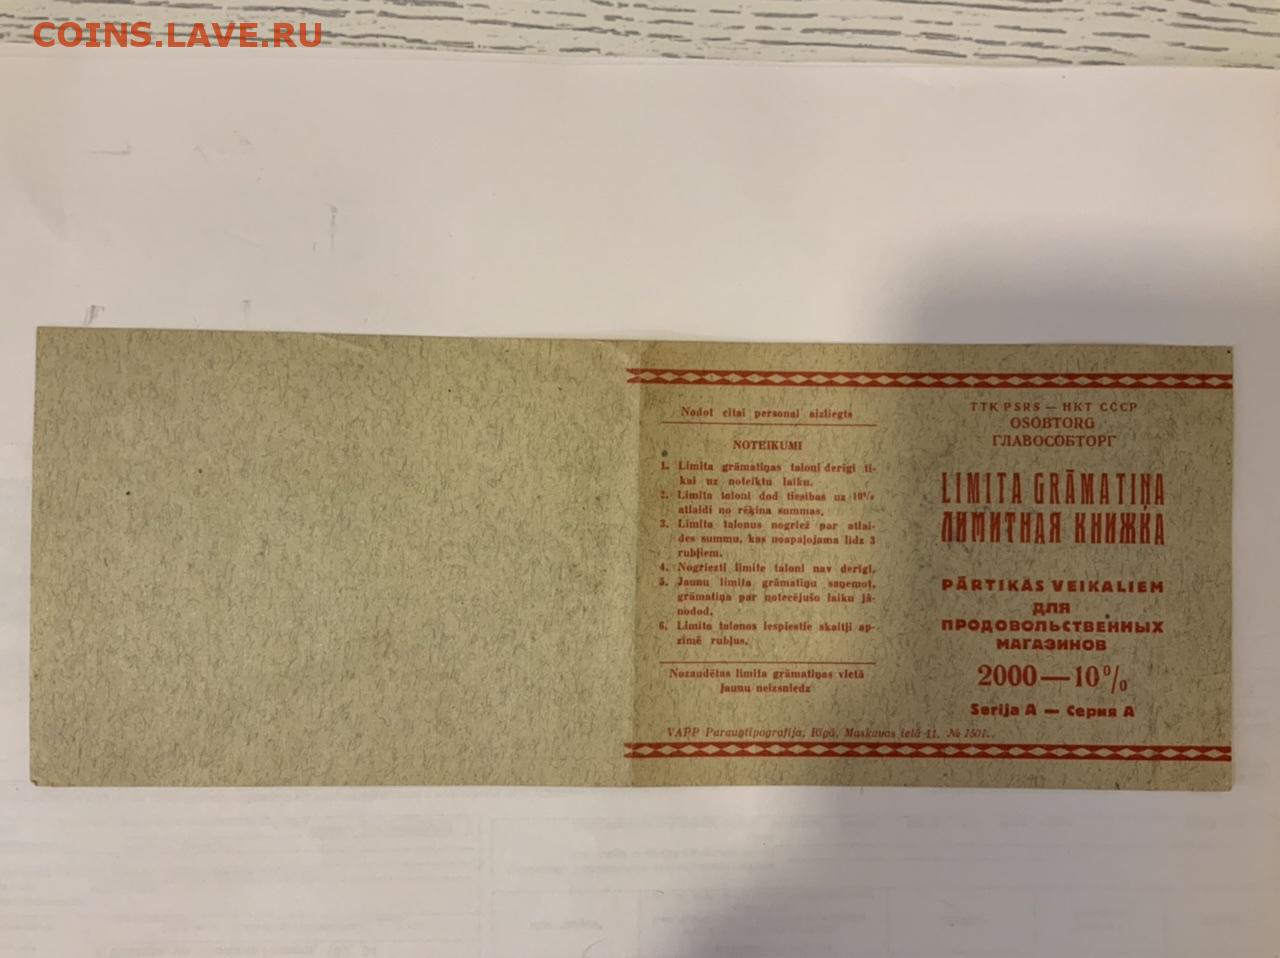 COINS.LAVE.RU
Nodot citai personai aizliegts
NOTEIKUMI
1. Limita grāmatiņas taloni derīgi ti-
kai uz noteiktu laiku.
2. Limita taloni dod tiesības uz 10%
atlaidi no rēķina summas.
3. Limita talonus nogriež par atlai-
des summu, kas noapaļojama līdz 3
rubļiem.
4. Nogriezti limite taloni nav derīgi.
5. Jaunu limita grāmatiņu saņemot,
grāmatiņa par notecējušo laiku jā-
nodod.
6. Limita talonos iespiestie skaitļi ap-
zīmē rubļus.
Nozaudētas limita grāmatiņas vietā
jaunu neizsniedz
VAPP Paraugtipografija, Rīgā, Maskavas ielā 11. № 1501.
TTK PSRS — НКТ СССР
OSOBTORG
ГЛАВОСОБТОРГ
LIMITA GRĀMATIŅA
ЛИМИТНАЯ КНИЖКА
PĀRTIKAS VEIKALIEM
ДЛЯ
ПРОДОВОЛЬСТВЕННЫХ
МАГАЗИНОВ
2000—10%
Serija A — Серия А